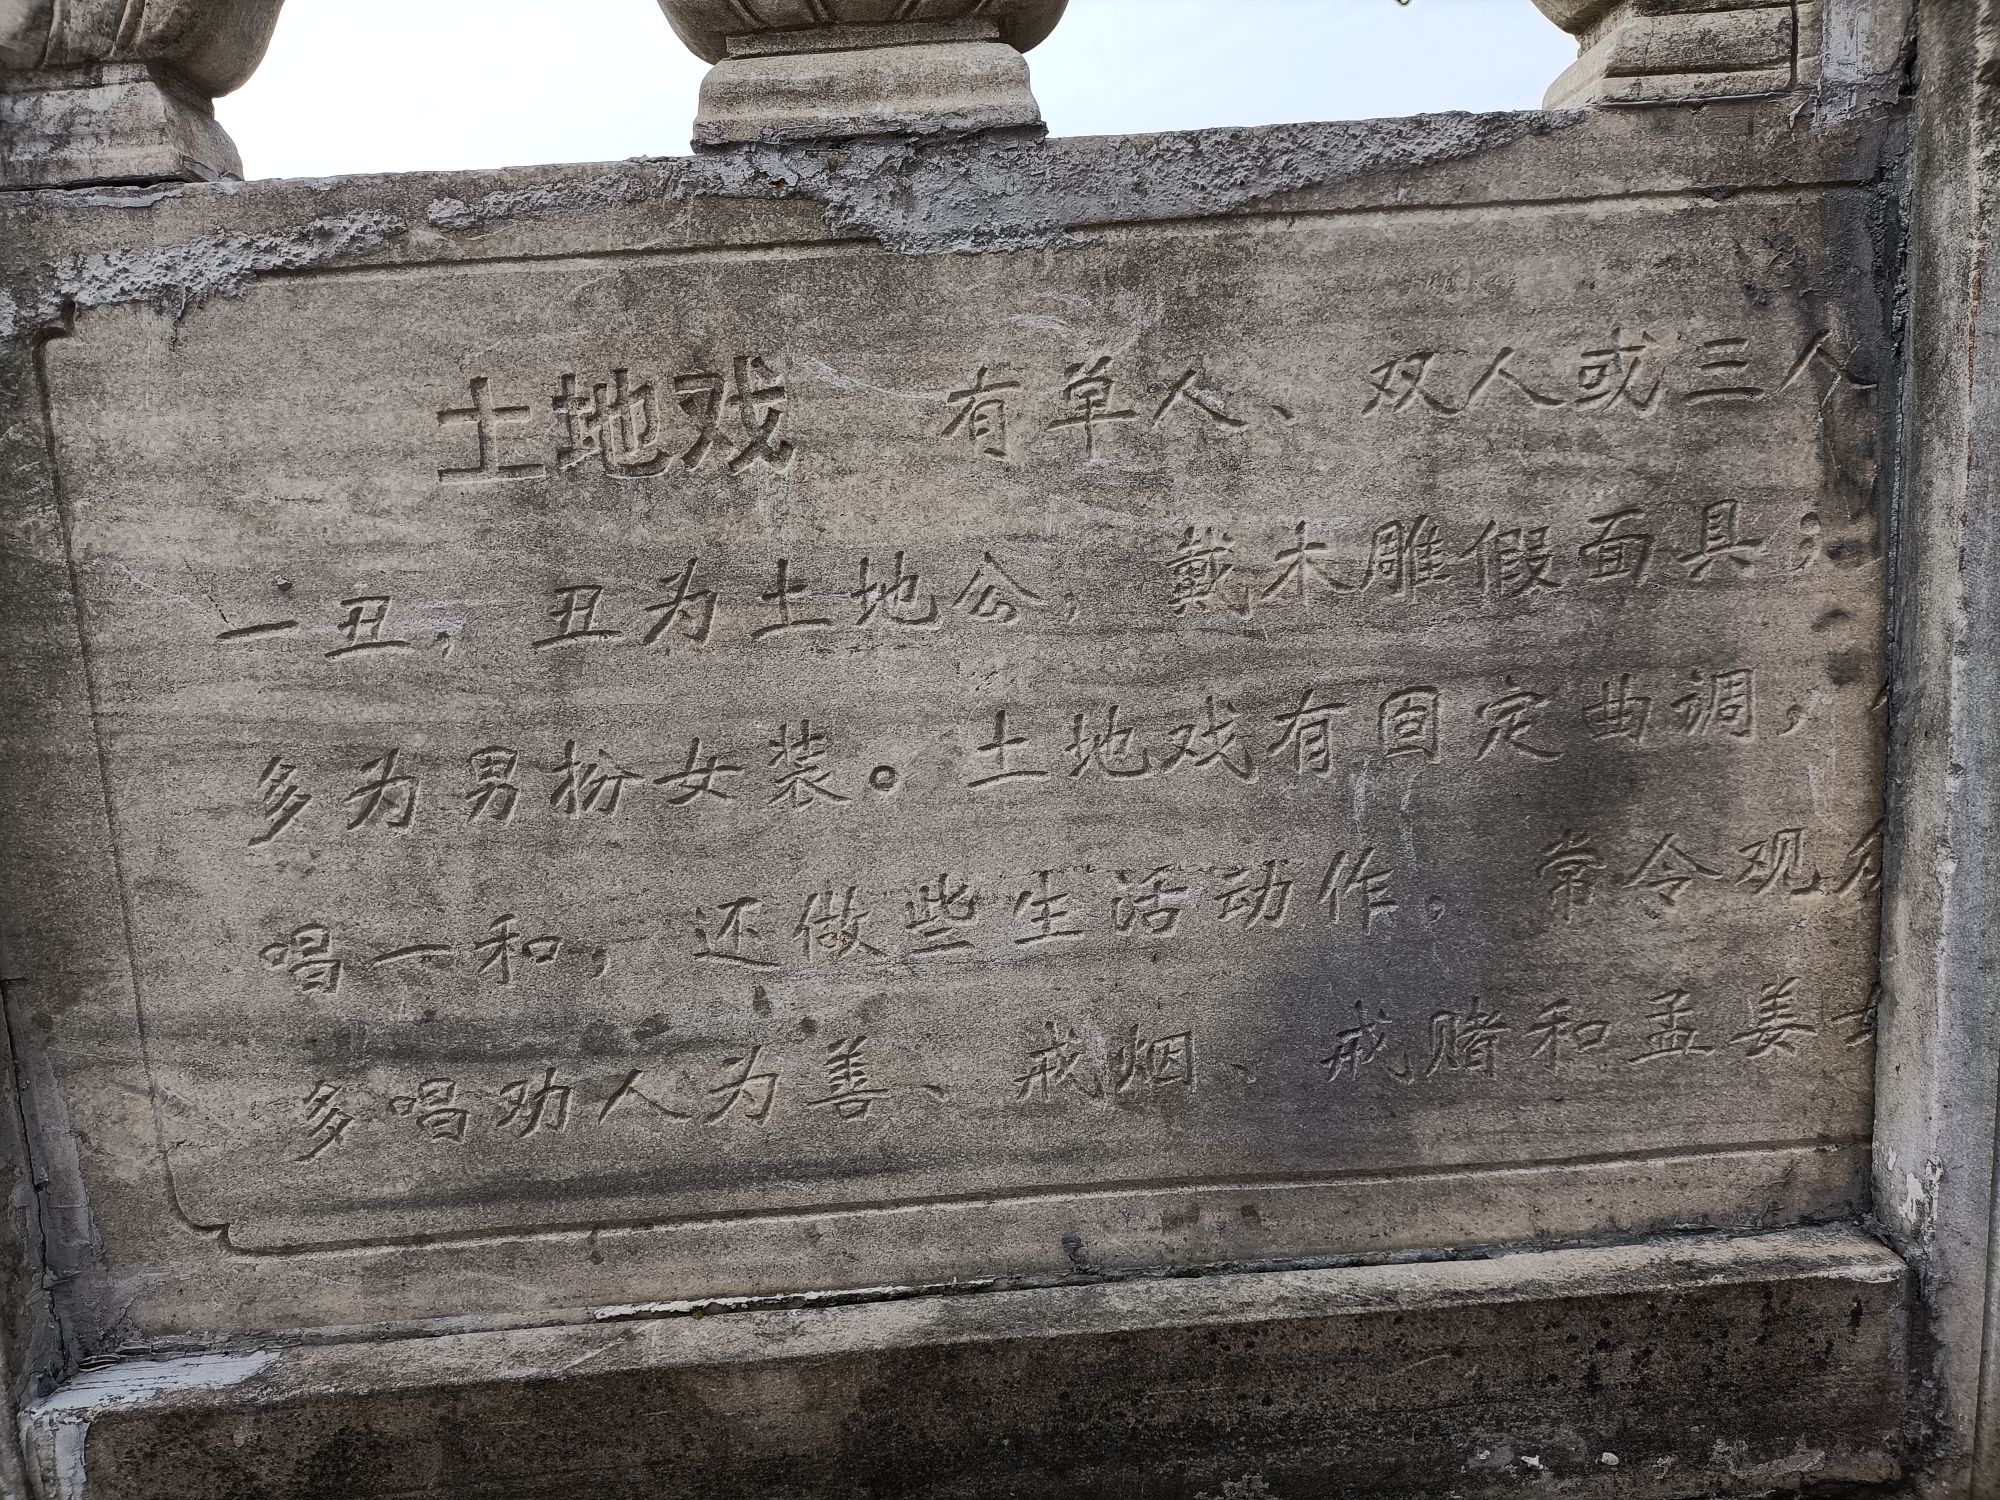 土地戏 有单人、双人或三人
一丑，丑为土地公，戴木雕假面具；
多为男扮女装。土地戏有固定曲调，
唱一和，还做些生活动作，常令观众
多唱劝人为善、戒烟、戒赌和孟姜女